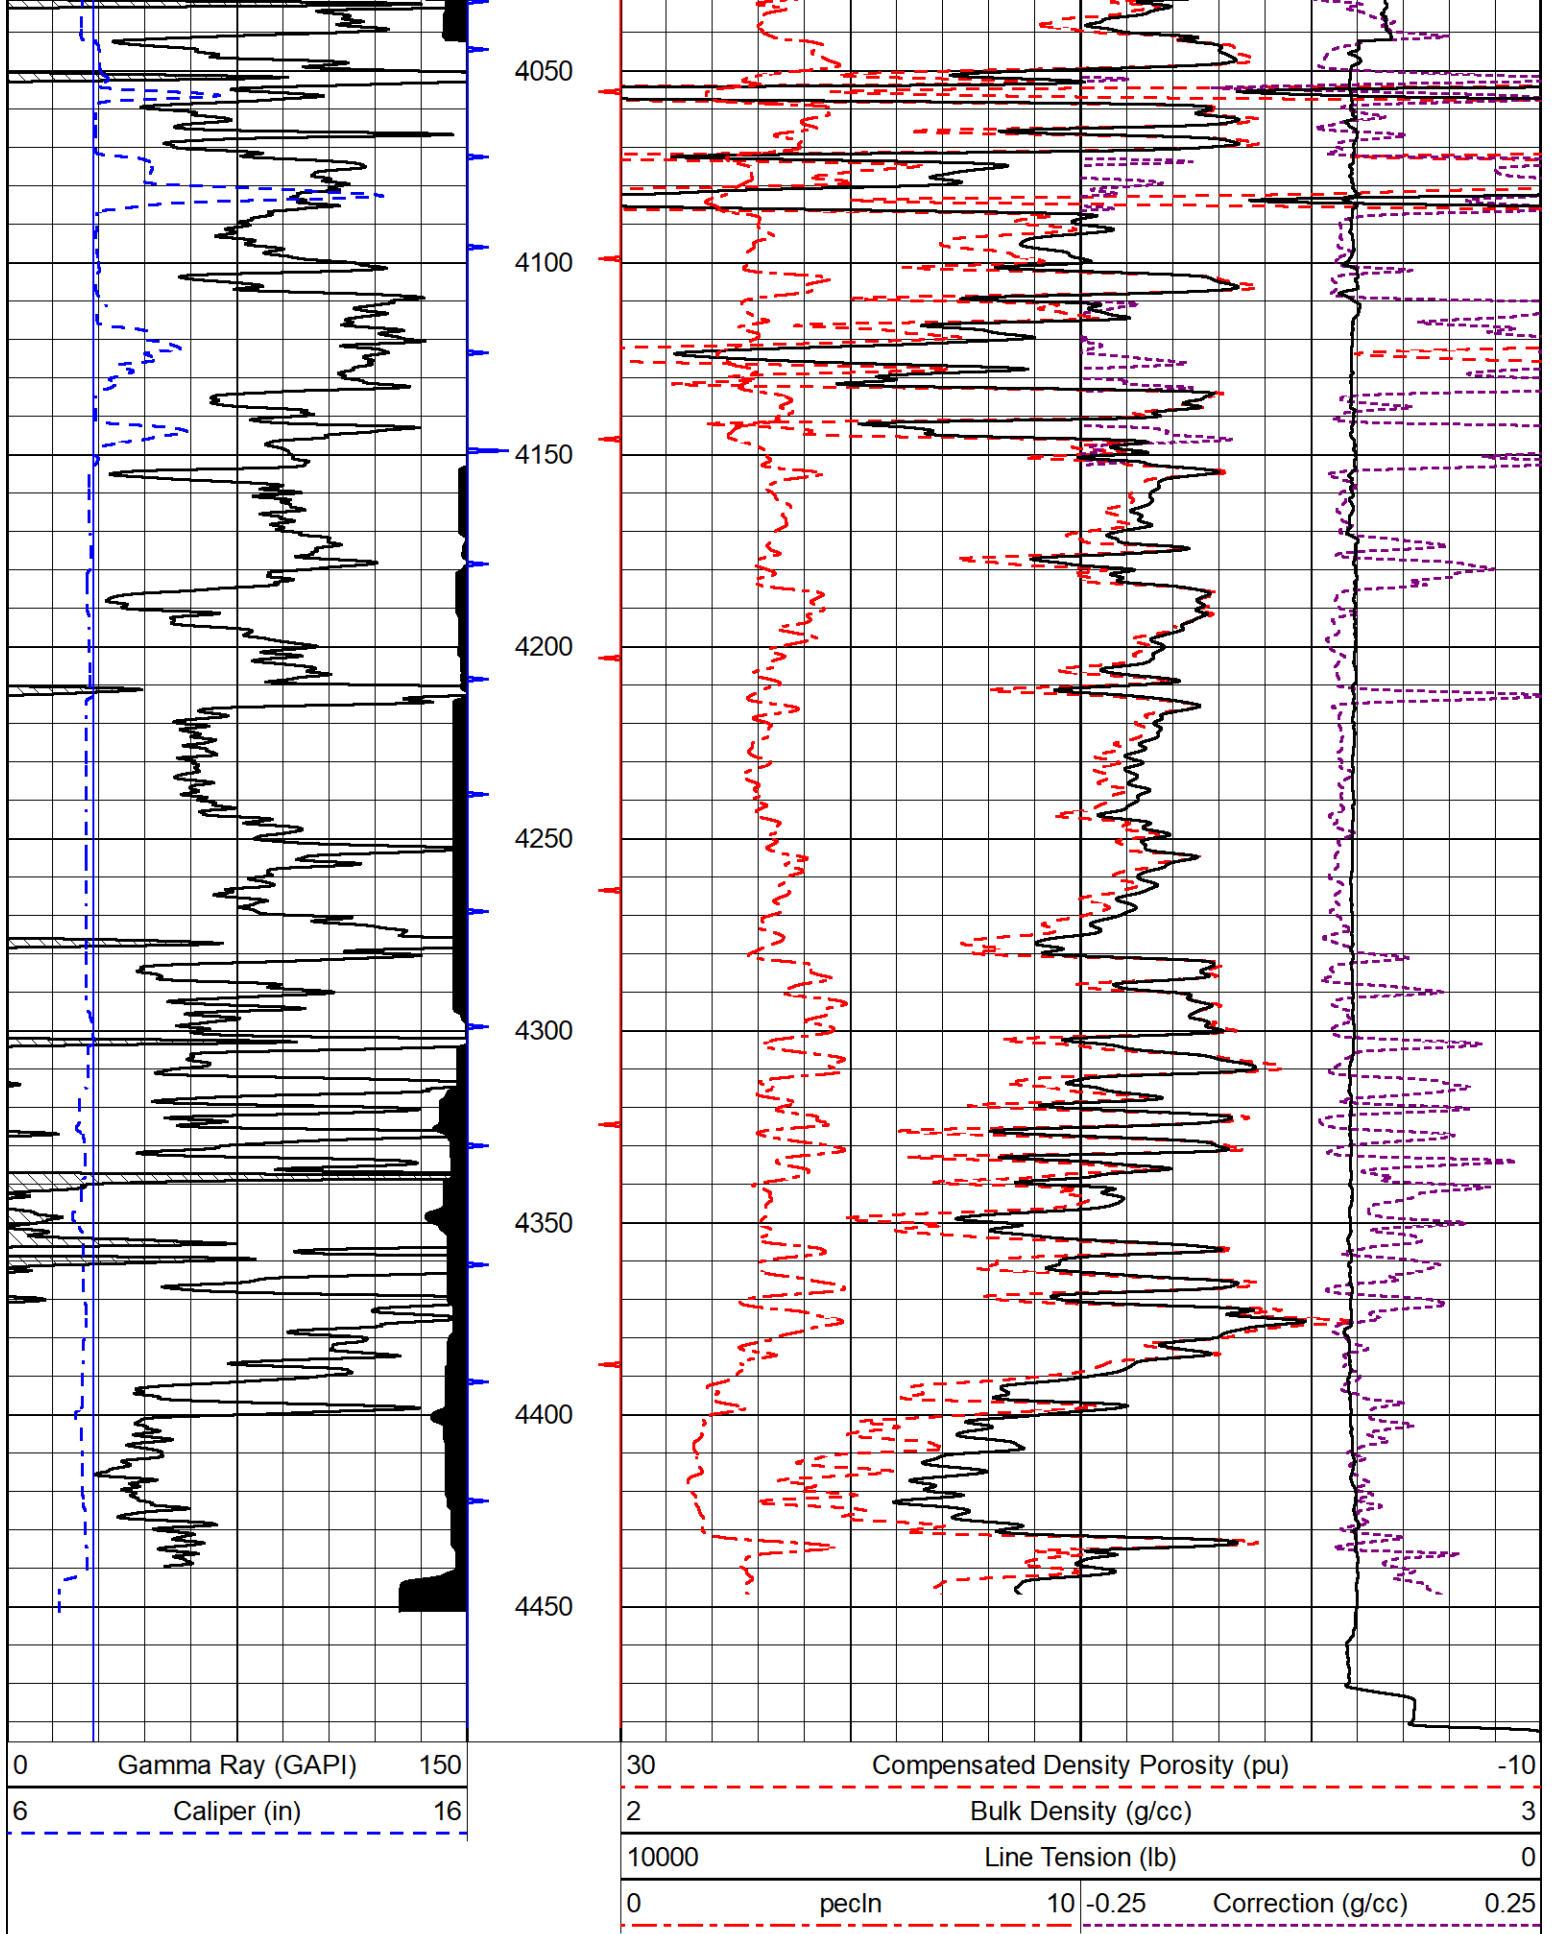 4050
4100
4150
4200
4250
4300
4350
4400
4450
0 Gamma Ray (GAPI) 150
6 Caliper (in) 16
30 Compensated Density Porosity (pu) -10
2 Bulk Density (g/cc) 3
10000 Line Tension (lb) 0
0 pecln 10 -0.25 Correction (g/cc) 0.25